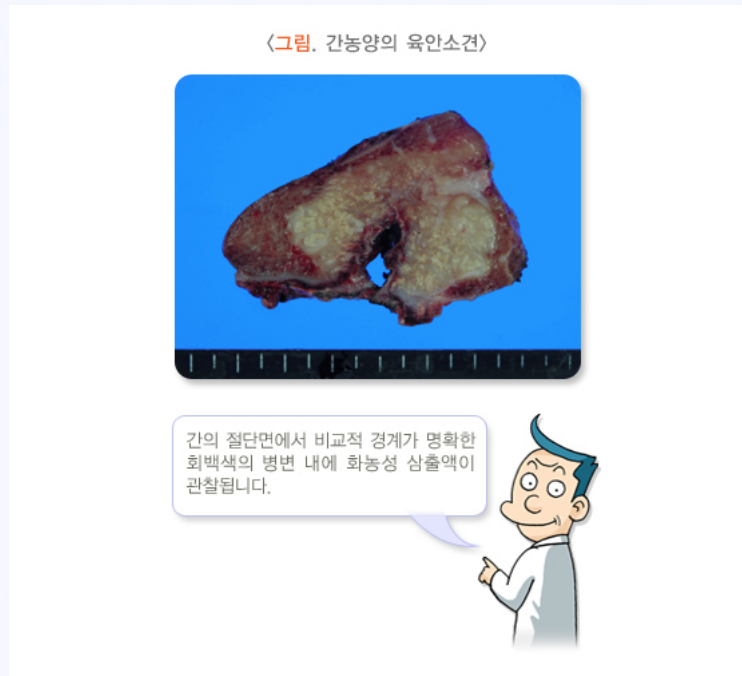 〈그림. 간농양의 육안소견〉
간의 절단면에서 비교적 경계가 명확한
회백색의 병변 내에 화농성 삼출액이
관찰됩니다.